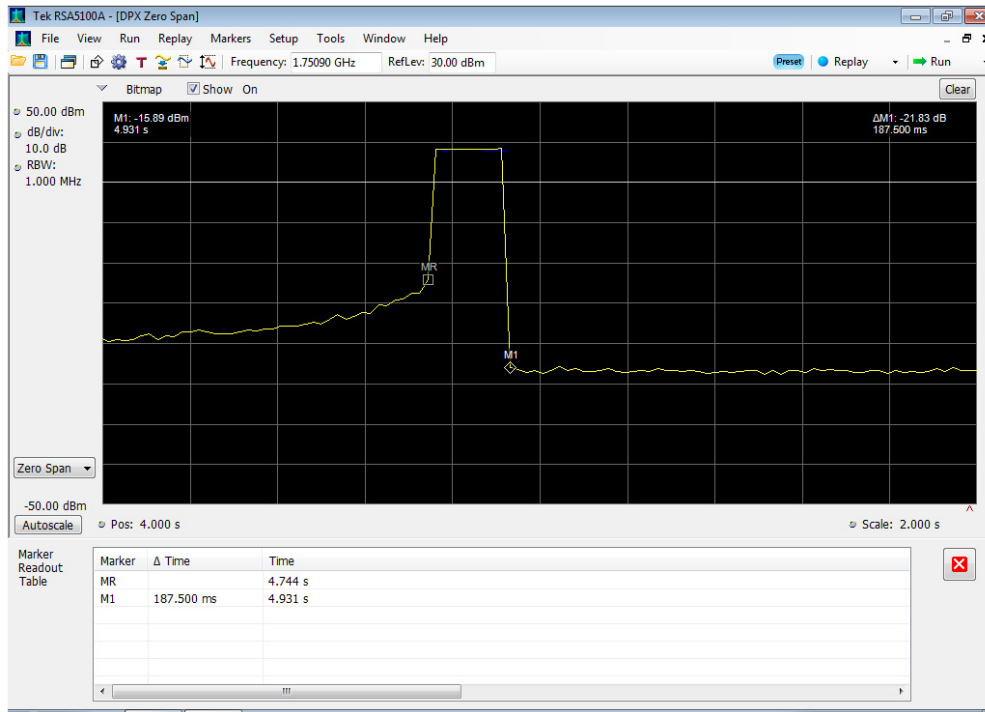 Tek RSA5100A - [DPX Zero Span]
File View Run Replay Markers Setup Tools Window Help
T Frequency: 1.75090 GHz RefLev: 30.00 dBm Preset Replay Run
Bitmap Show On Clear
50.00 dBm
dB/div:
10.0 dB
RBW:
1.000 MHz
M1: -15.89 dBm
4.931 s
ΔM1: -21.83 dB
187.500 ms
MR
M1
Zero Span
-50.00 dBm
Autoscale Pos: 4.000 s Scale: 2.000 s
Marker
Readout
Table
Marker Δ Time Time
MR 4.744 s
M1 187.500 ms 4.931 s